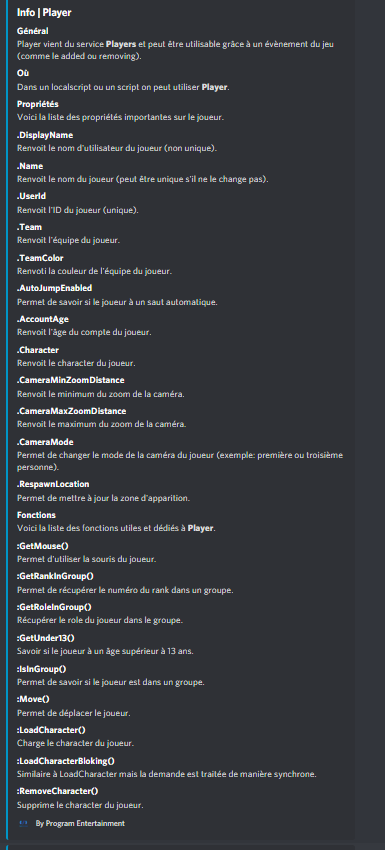 Info | Player
Général
Player vient du service Players et peut être utilisable grâce à un évènement du jeu
(comme le added ou removing).
Où
Dans un localscript ou un script on peut utiliser Player.
Propriétés
Voici la liste des propriétés importantes sur le joueur.
.DisplayName
Renvoit le nom d'utilisateur du joueur (non unique).
.Name
Renvoit le nom du joueur (peut être unique s'il ne le change pas).
.UserId
Renvoit l'ID du joueur (unique).
.Team
Renvoit l'équipe du joueur.
.TeamColor
Renvoti la couleur de l'équipe du joueur.
.AutoJumpEnabled
Permet de savoir si le joueur à un saut automatique.
.AccountAge
Renvoit l'âge du compte du joueur.
.Character
Renvoit le character du joueur.
.CameraMinZoomDistance
Renvoit le minimum du zoom de la caméra.
.CameraMaxZoomDistance
Renvoit le maximum du zoom de la caméra.
.CameraMode
Permet de changer le mode de la caméra du joueur (exemple: première ou troisième
personne).
.RespawnLocation
Permet de mettre à jour la zone d'apparition.
Fonctions
Voici la liste des fonctions utiles et dédiés à Player.
:GetMouse()
Permet d'utiliser la souris du joueur.
:GetRankInGroup()
Permet de récupérer le numéro du rank dans un groupe.
:GetRoleInGroup()
Récupérer le role du joueur dans le groupe.
:GetUnder13()
Savoir si le joueur à un âge supérieur à 13 ans.
:IsInGroup()
Permet de savoir si le joueur est dans un groupe.
:Move()
Permet de déplacer le joueur.
:LoadCharacter()
Charge le character du joueur.
:LoadCharacterBloking()
Similaire à LoadCharacter mais la demande est traitée de manière synchrone.
:RemoveCharacter()
Supprime le character du joueur.
By Program Entertainment